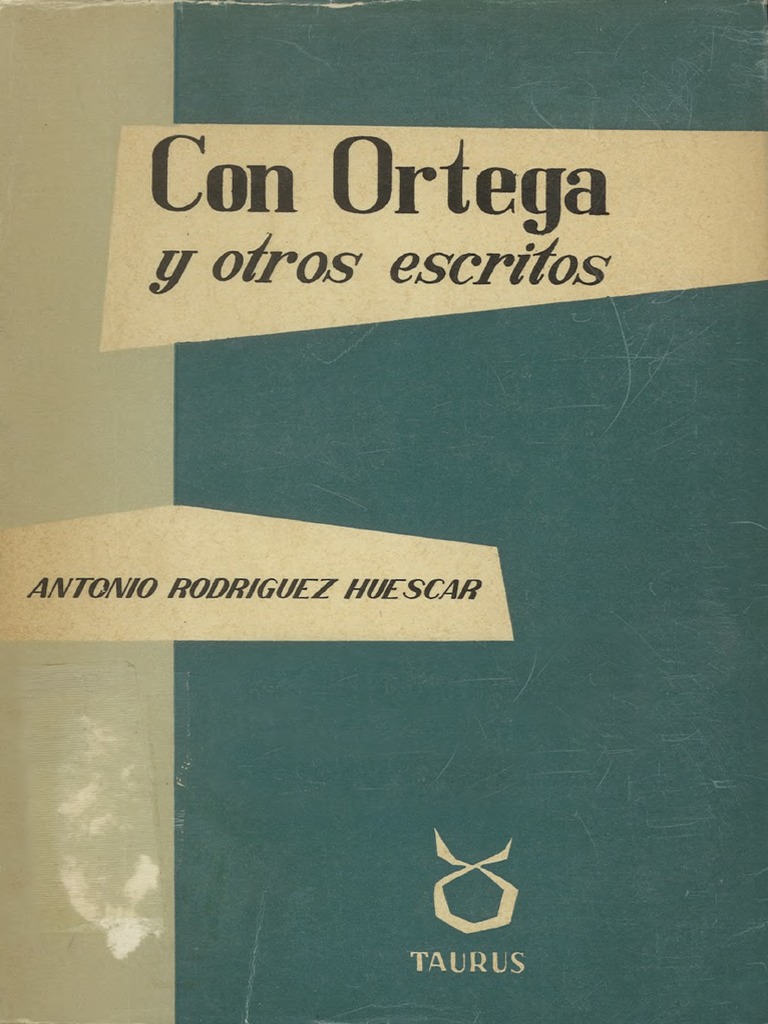 Con Ortega
y otros escritos
ANTONIO RODRIGUEZ HUESCAR
TAURUS